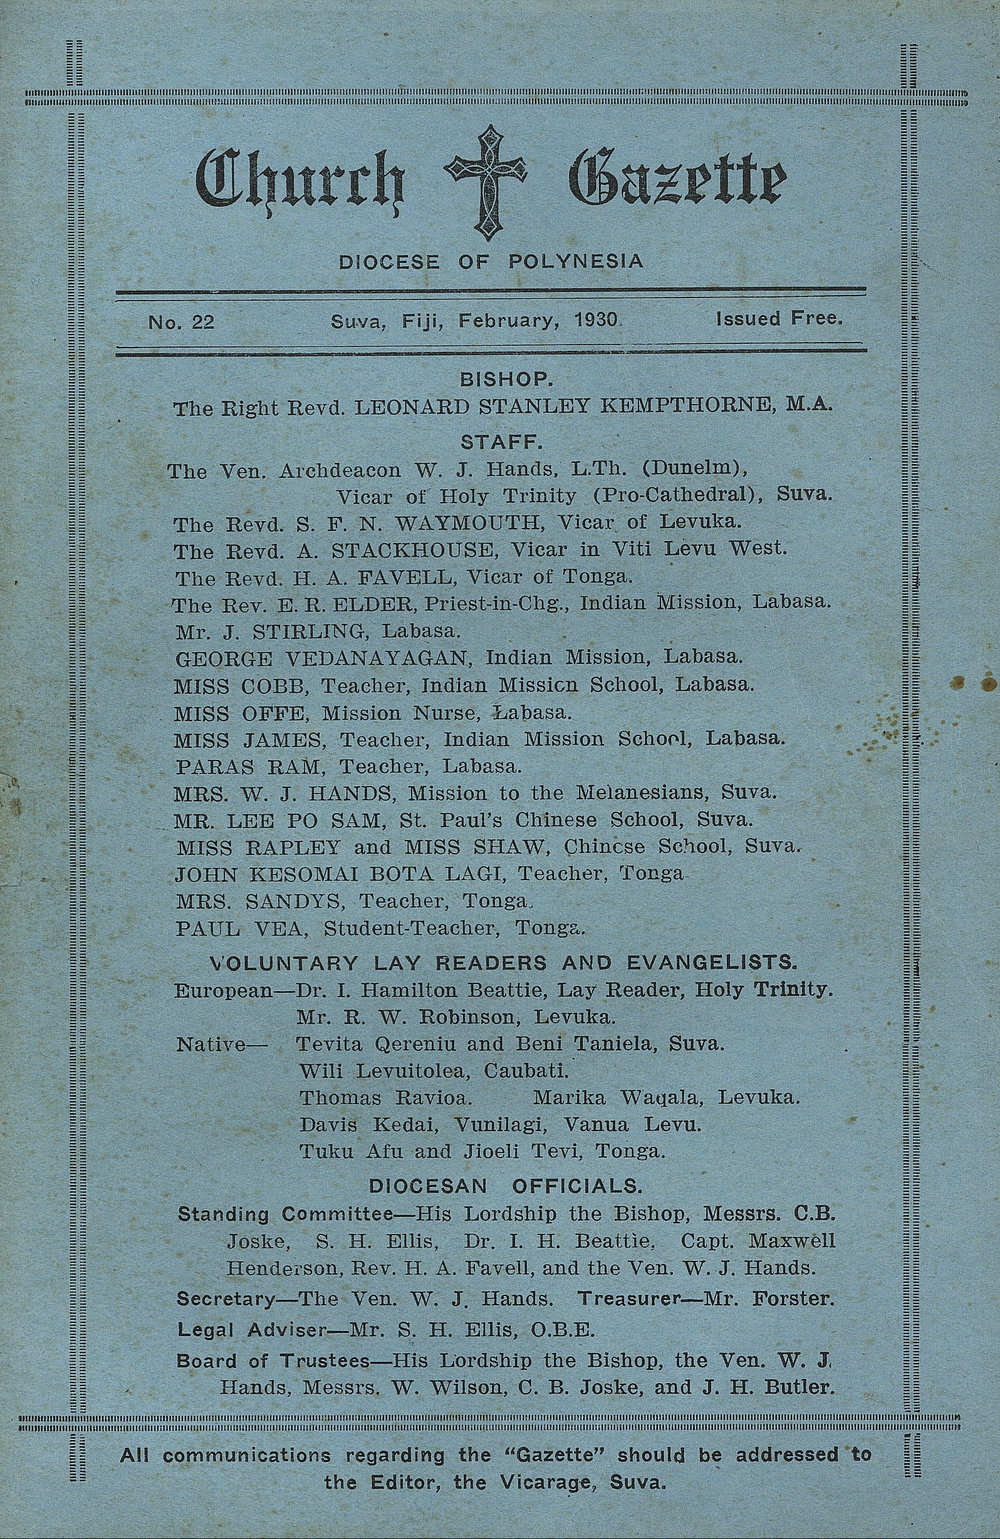 Church Gazette
DIOCESE OF POLYNESIA
No. 22 Suva, Fiji, February, 1930. Issued Free.
BISHOP.
The Right Revd. LEONARD STANLEY KEMPTHORNE, M.A.
STAFF.
The Ven. Archdeacon W. J. Hands, L.Th. (Dunelm),
Vicar of Holy Trinity (Pro-Cathedral), Suva.
The Revd. S. F. N. WAYMOUTH, Vicar of Levuka.
The Revd. A. STACKHOUSE, Vicar in Viti Levu West.
The Revd. H. A. FAVELL, Vicar of Tonga.
The Rev. E. R. ELDER, Priest-in-Chg., Indian Mission, Labasa.
Mr. J. STIRLING, Labasa.
GEORGE VEDANAYAGAN, Indian Mission, Labasa.
MISS COBB, Teacher, Indian Mission School, Labasa.
MISS OFFE, Mission Nurse, Labasa.
MISS JAMES, Teacher, Indian Mission School, Labasa.
PARAS RAM, Teacher, Labasa.
MRS. W. J. HANDS, Mission to the Melanesians, Suva.
MR. LEE PO SAM, St. Paul's Chinese School, Suva.
MISS RAPLEY and MISS SHAW, Chinese School, Suva.
JOHN KESOMAI BOTA LAGI, Teacher, Tonga.
MRS. SANDYS, Teacher, Tonga.
PAUL VEA, Student-Teacher, Tonga.
VOLUNTARY LAY READERS AND EVANGELISTS.
European—Dr. I. Hamilton Beattie, Lay Reader, Holy Trinity.
Mr. R. W. Robinson, Levuka.
Native— Tevita Qereniu and Beni Taniela, Suva.
Wili Levuitolea, Caubati.
Thomas Ravioa. Marika Waqala, Levuka.
Davis Kedai, Vunilagi, Vanua Levu.
Tuku Afu and Jioeli Tevi, Tonga.
DIOCESAN OFFICIALS.
Standing Committee—His Lordship the Bishop, Messrs. C.B.
Joske, S. H. Ellis, Dr. I. H. Beattie, Capt. Maxwell
Henderson, Rev. H. A. Favell, and the Ven. W. J. Hands.
Secretary—The Ven. W. J. Hands. Treasurer—Mr. Forster.
Legal Adviser—Mr. S. H. Ellis, O.B.E.
Board of Trustees—His Lordship the Bishop, the Ven. W. J.
Hands, Messrs. W. Wilson, C. B. Joske, and J. H. Butler.
All communications regarding the "Gazette" should be addressed to
the Editor, the Vicarage, Suva.